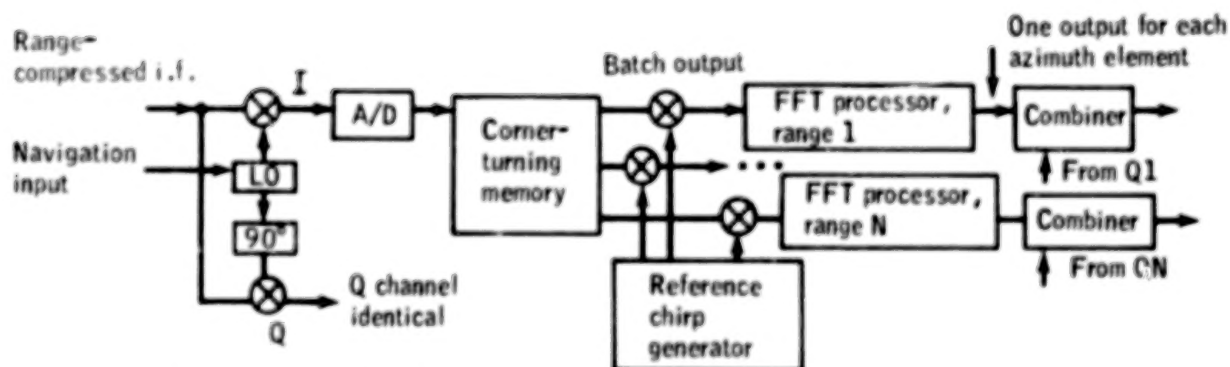 Range-
compressed i.f.
Navigation
input
I
A/D
LO
90°
Q
Q channel
identical
Corner-
turning
memory
Batch output
Reference
chirp
generator
FFT processor,
range 1
• • •
FFT processor,
range N
One output for each
azimuth element
Combiner
From Q1
Combiner
From QN